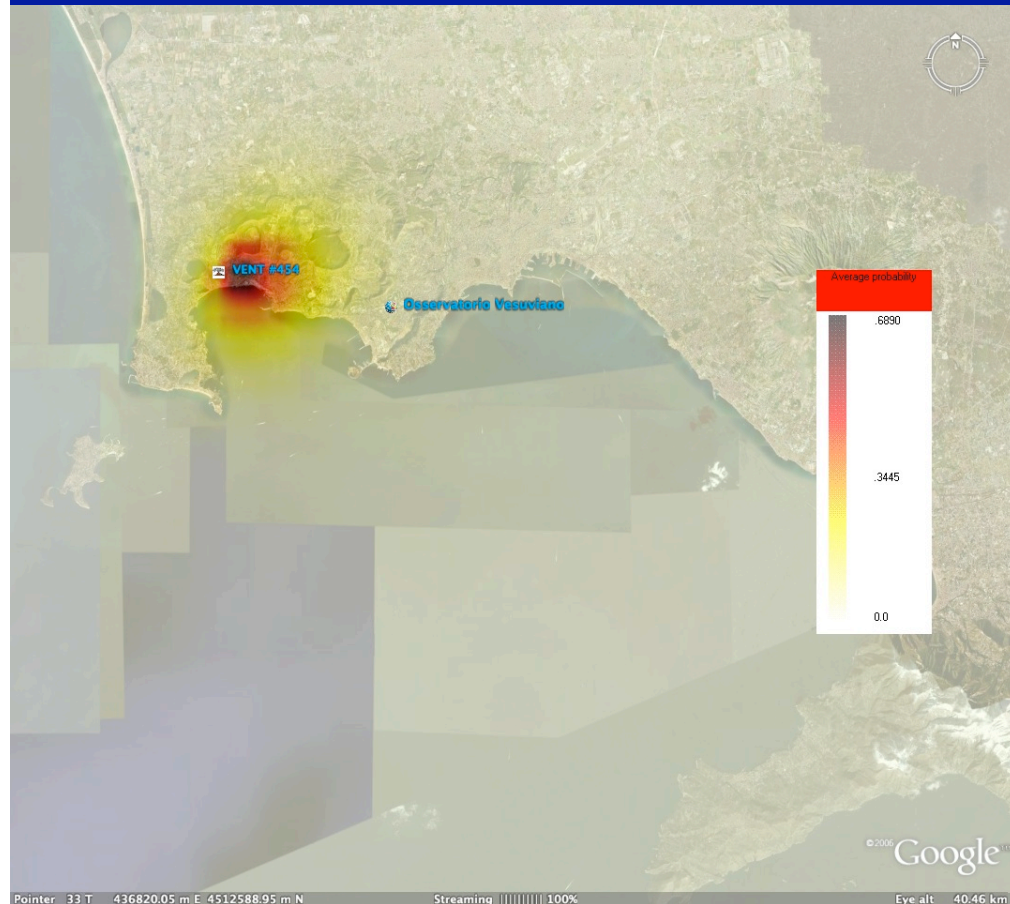 N
VENT #454
Osservatorio Vesuviano
Average probability
.6890
.3445
0.0
©2006 Google
Pointer 33 T 436820.05 m E 4512588.95 m N Streaming |||||||||| 100% Eye alt 40.46 km